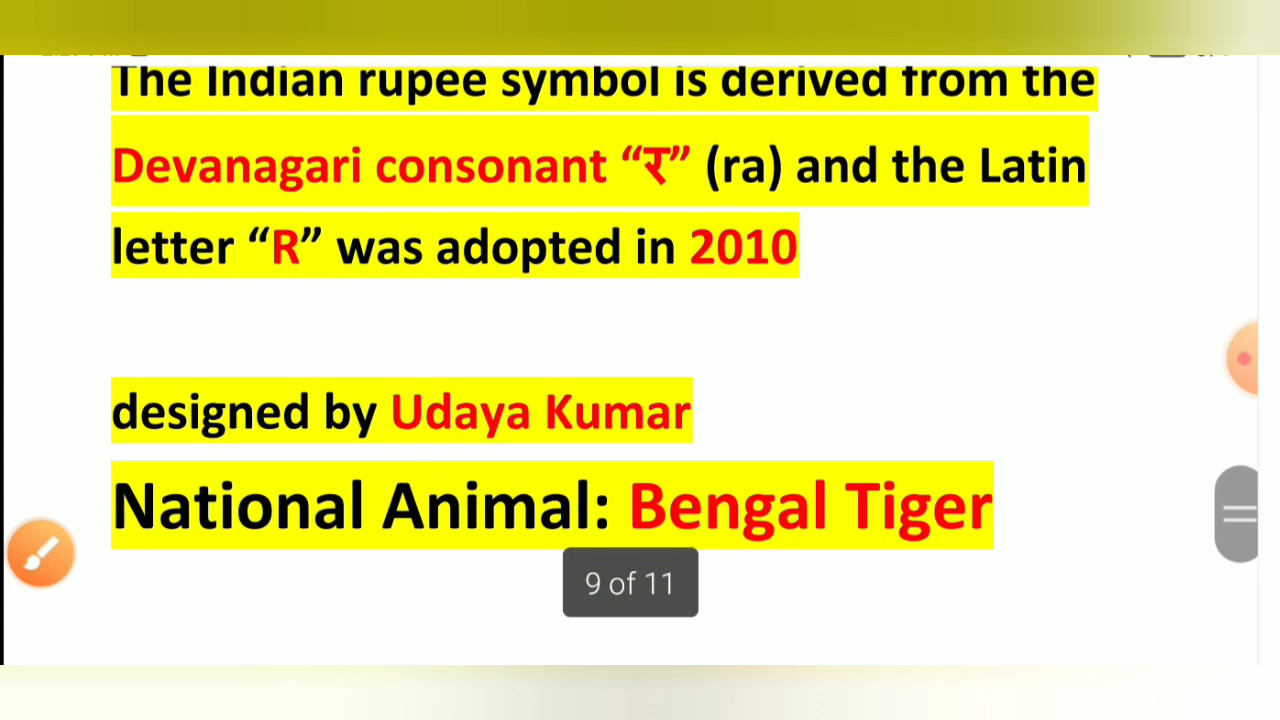 The Indian rupee symbol is derived from the
Devanagari consonant “र” (ra) and the Latin
letter “R” was adopted in 2010
designed by Udaya Kumar
National Animal: Bengal Tiger
9 of 11